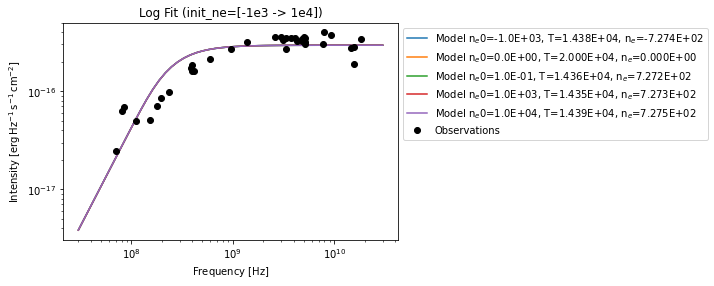 Log Fit (init_ne=[-1e3 -> 1e4])
Intensity [erg Hz⁻¹ s⁻¹ cm⁻²]
10⁻¹⁶
10⁻¹⁷
10⁸ 10⁹ 10¹⁰
Frequency [Hz]
Model nₑ0=-1.0E+03, T=1.438E+04, nₑ=-7.274E+02
Model nₑ0=0.0E+00, T=2.000E+04, nₑ=0.000E+00
Model nₑ0=1.0E-01, T=1.436E+04, nₑ=7.272E+02
Model nₑ0=1.0E+03, T=1.435E+04, nₑ=7.273E+02
Model nₑ0=1.0E+04, T=1.439E+04, nₑ=7.275E+02
Observations